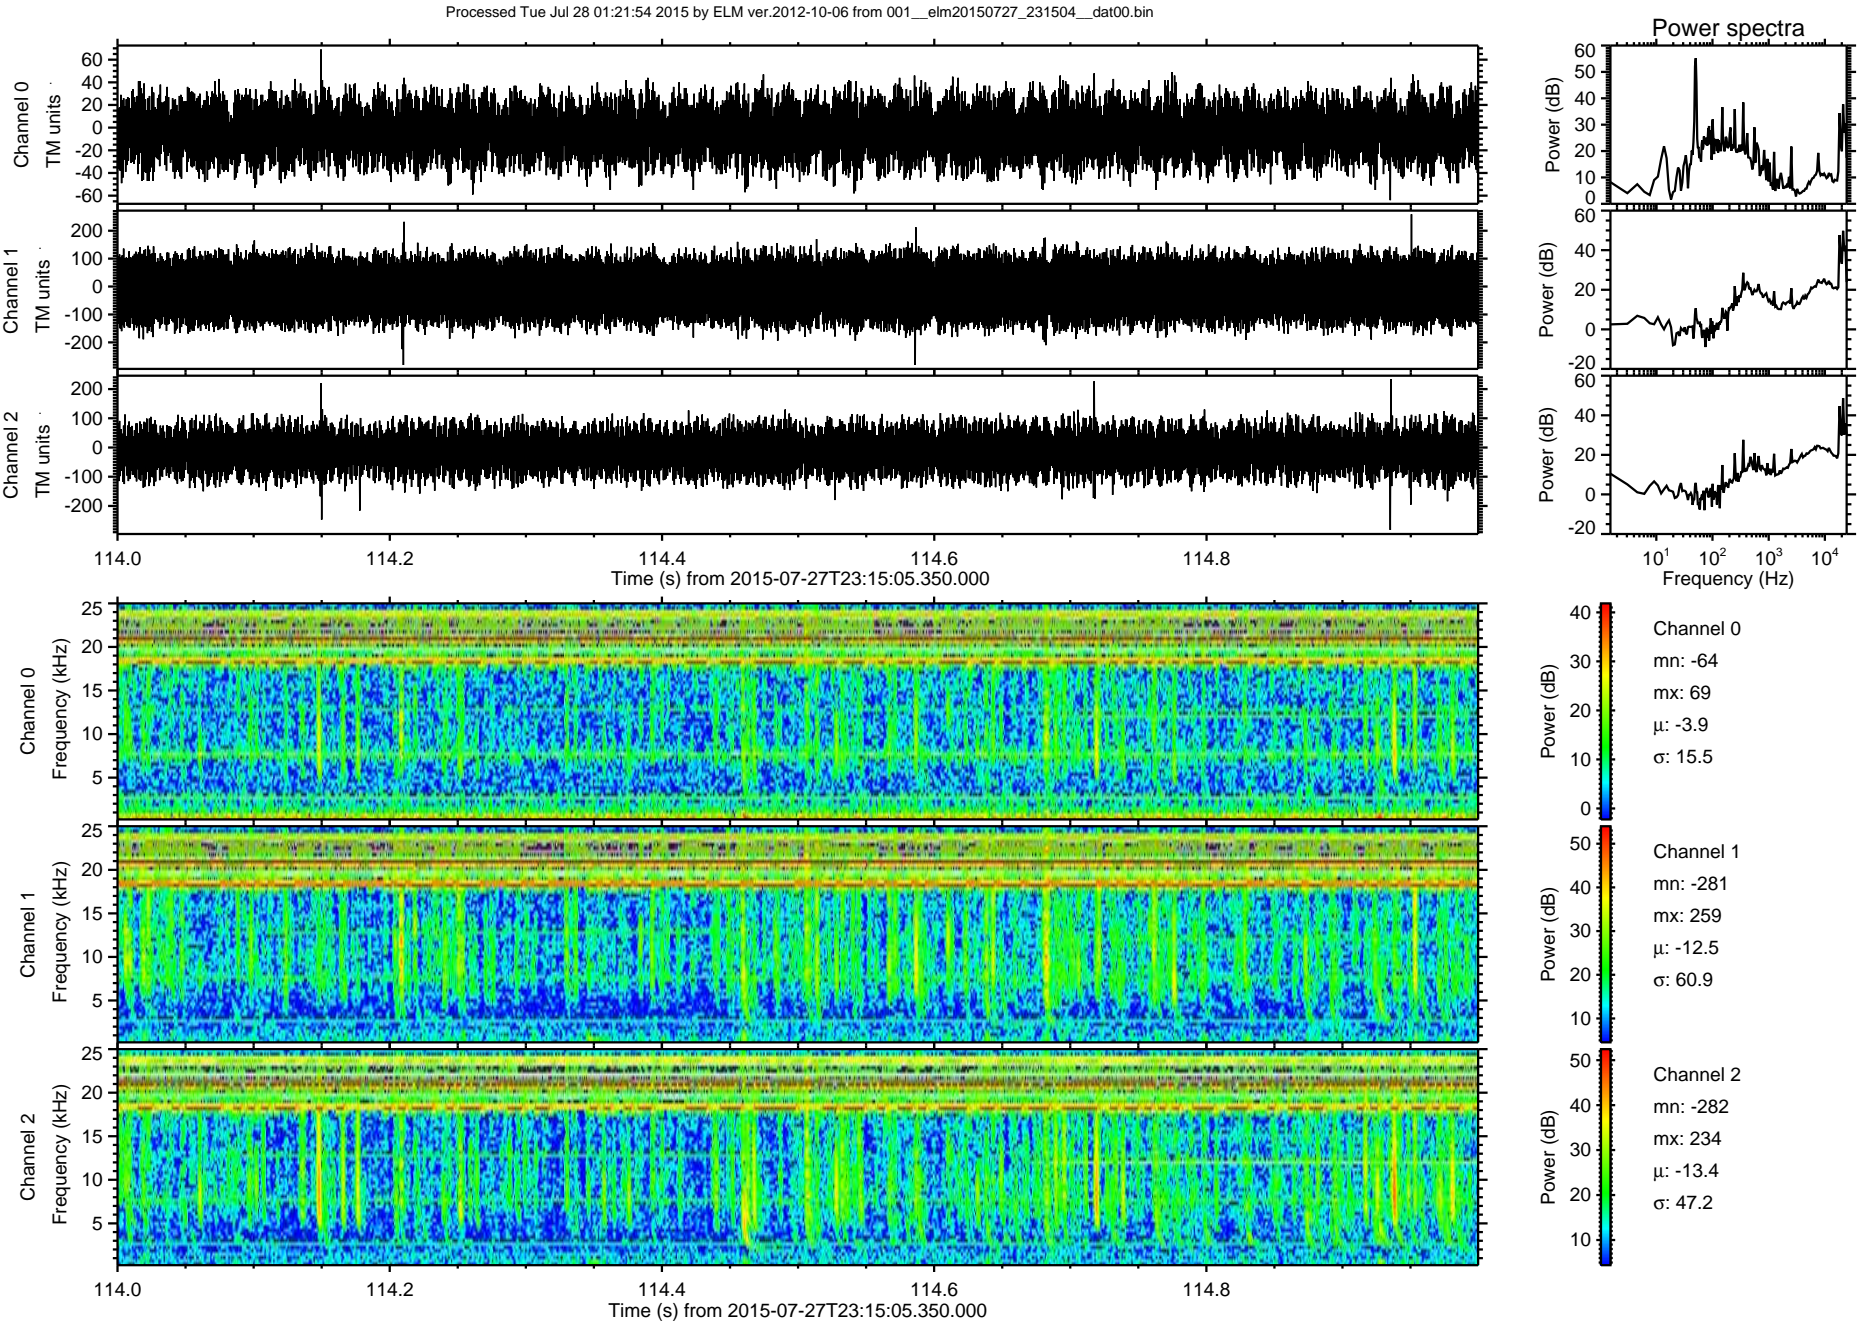 Processed Tue Jul 28 01:21:54 2015 by ELM ver.2012-10-06 from 001__elm20150727_231504__dat00.bin
Power spectra
Channel 0
TM units
60
40
20
0
-20
-40
-60
Power (dB)
60
50
40
30
20
10
0
Channel 1
TM units
200
100
0
-100
-200
Power (dB)
60
40
20
0
-20
Channel 2
TM units
200
100
0
-100
-200
Power (dB)
60
40
20
0
-20
114.0 114.2 114.4 114.6 114.8
Time (s) from 2015-07-27T23:15:05.350.000
10^1 10^2 10^3 10^4
Frequency (Hz)
Channel 0
Frequency (kHz)
25
20
15
10
5
Power (dB)
40
30
20
10
0
Channel 0
mn: -64
mx: 69
μ: -3.9
σ: 15.5
Channel 1
Frequency (kHz)
25
20
15
10
5
Power (dB)
50
40
30
20
10
Channel 1
mn: -281
mx: 259
μ: -12.5
σ: 60.9
Channel 2
Frequency (kHz)
25
20
15
10
5
Power (dB)
50
40
30
20
10
Channel 2
mn: -282
mx: 234
μ: -13.4
σ: 47.2
114.0 114.2 114.4 114.6 114.8
Time (s) from 2015-07-27T23:15:05.350.000